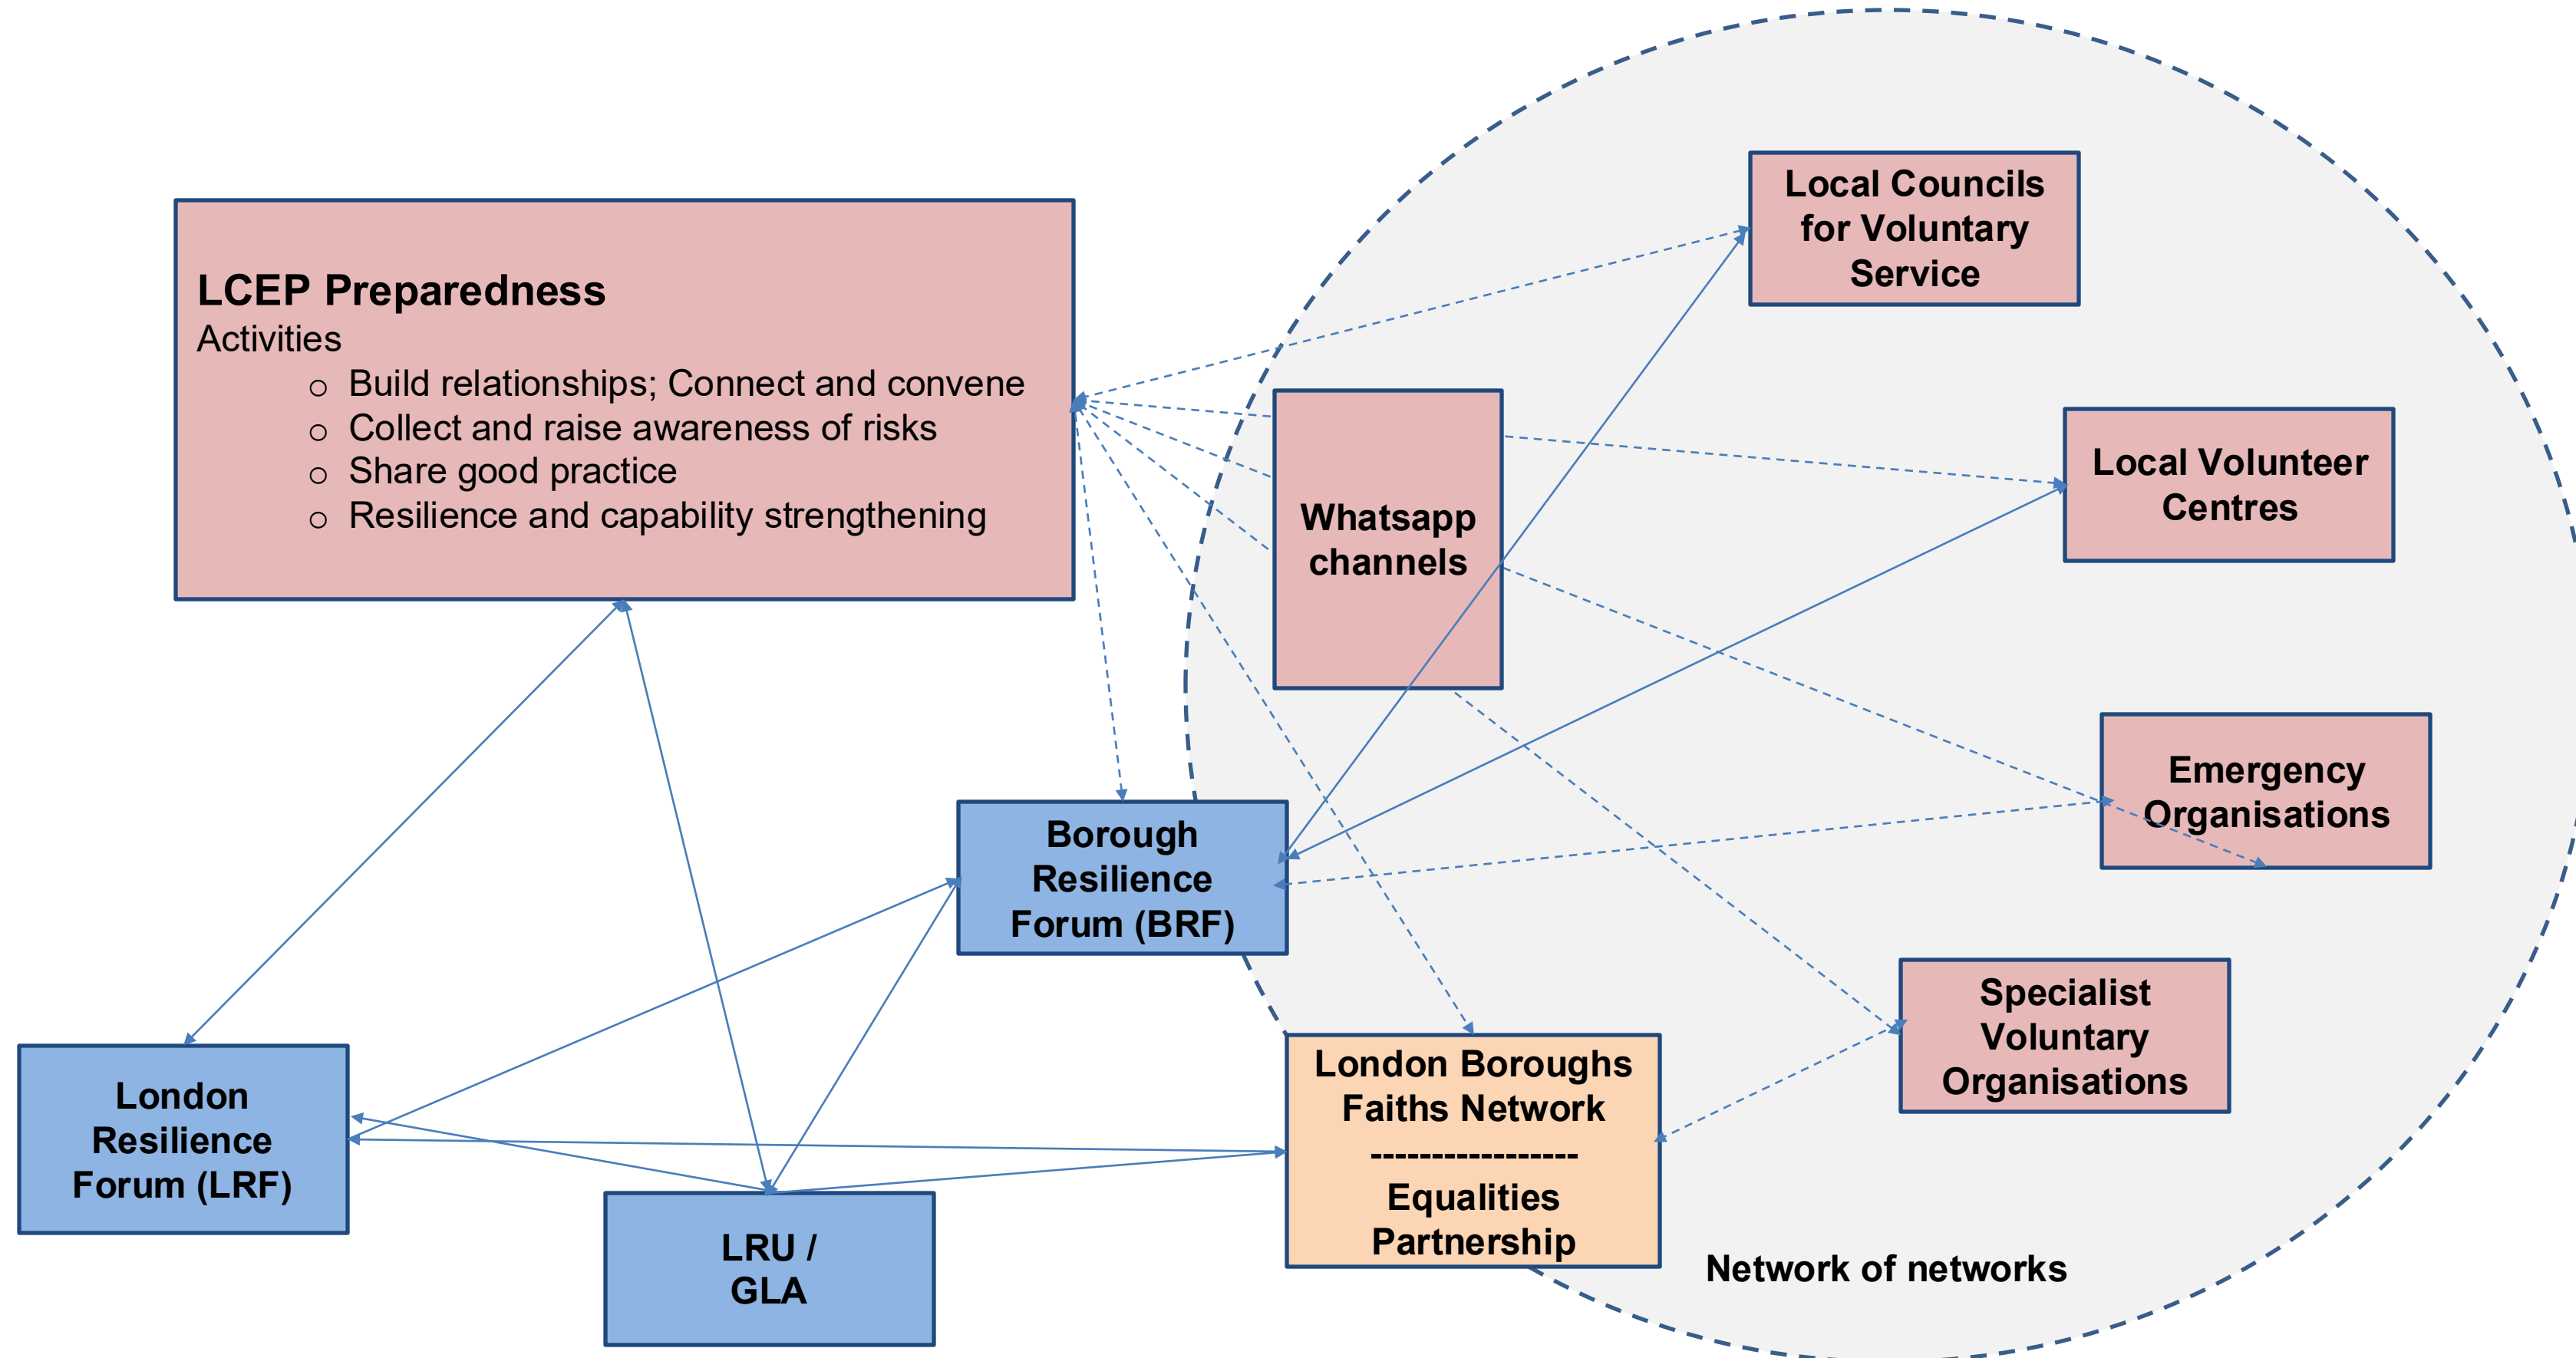 Local Councils
for Voluntary
Service
LCEP Preparedness
Activities
o Build relationships; Connect and convene
o Collect and raise awareness of risks
o Share good practice
o Resilience and capability strengthening
Whatsapp
channels
Local Volunteer
Centres
Emergency
Organisations
Borough
Resilience
Forum (BRF)
Specialist
Voluntary
Organisations
London
Resilience
Forum (LRF)
London Boroughs
Faiths Network
-----------------
Equalities
Partnership
LRU /
GLA
Network of networks